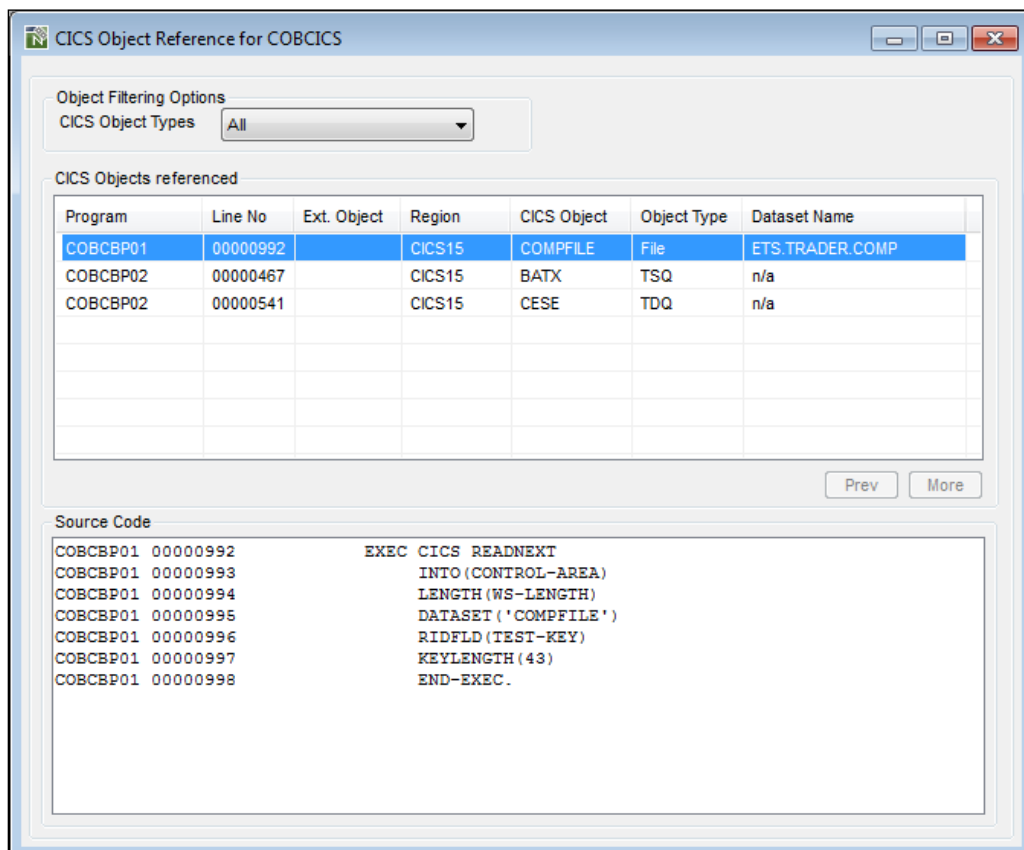 CICS Object Reference for COBCICS
Object Filtering Options
CICS Object Types All
CICS Objects referenced
Program Line No Ext. Object Region CICS Object Object Type Dataset Name
COBCBP01 00000992 CICS15 COMPFILE File ETS.TRADER.COMP
COBCBP02 00000467 CICS15 BATX TSQ n/a
COBCBP02 00000541 CICS15 CESE TDQ n/a
Prev More
Source Code
COBCBP01 00000992 EXEC CICS READNEXT
COBCBP01 00000993 INTO(CONTROL-AREA)
COBCBP01 00000994 LENGTH(WS-LENGTH)
COBCBP01 00000995 DATASET('COMPFILE')
COBCBP01 00000996 RIDFLD(TEST-KEY)
COBCBP01 00000997 KEYLENGTH(43)
COBCBP01 00000998 END-EXEC.